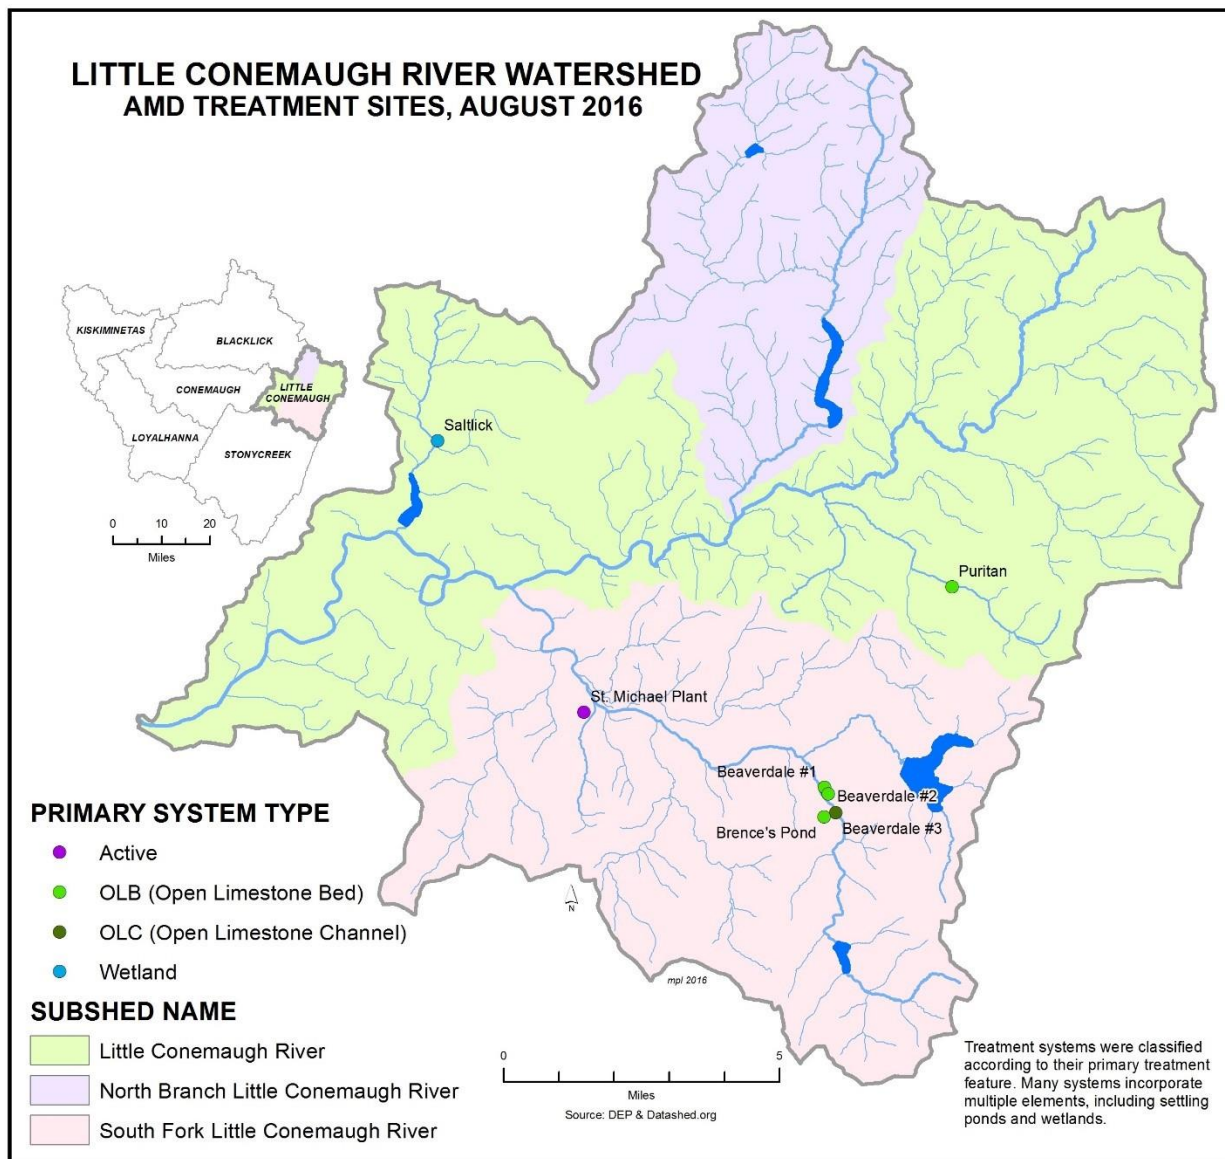 LITTLE CONEMAUGH RIVER WATERSHED
AMD TREATMENT SITES, AUGUST 2016
KISKIMINETAS
BLACKLICK
CONEMAUGH
LITTLE
CONEMAUGH
LOYALHANNA
STONYCREEK
0 10 20
Miles
Saltlick
Puritan
St. Michael Plant
Beaverdale #1
Beaverdale #2
Brence's Pond
Beaverdale #3
PRIMARY SYSTEM TYPE
Active
OLB (Open Limestone Bed)
OLC (Open Limestone Channel)
Wetland
SUBSHED NAME
Little Conemaugh River
North Branch Little Conemaugh River
South Fork Little Conemaugh River
N
mpl 2016
0 5
Miles
Source: DEP & Datashed.org
Treatment systems were classified
according to their primary treatment
feature. Many systems incorporate
multiple elements, including settling
ponds and wetlands.